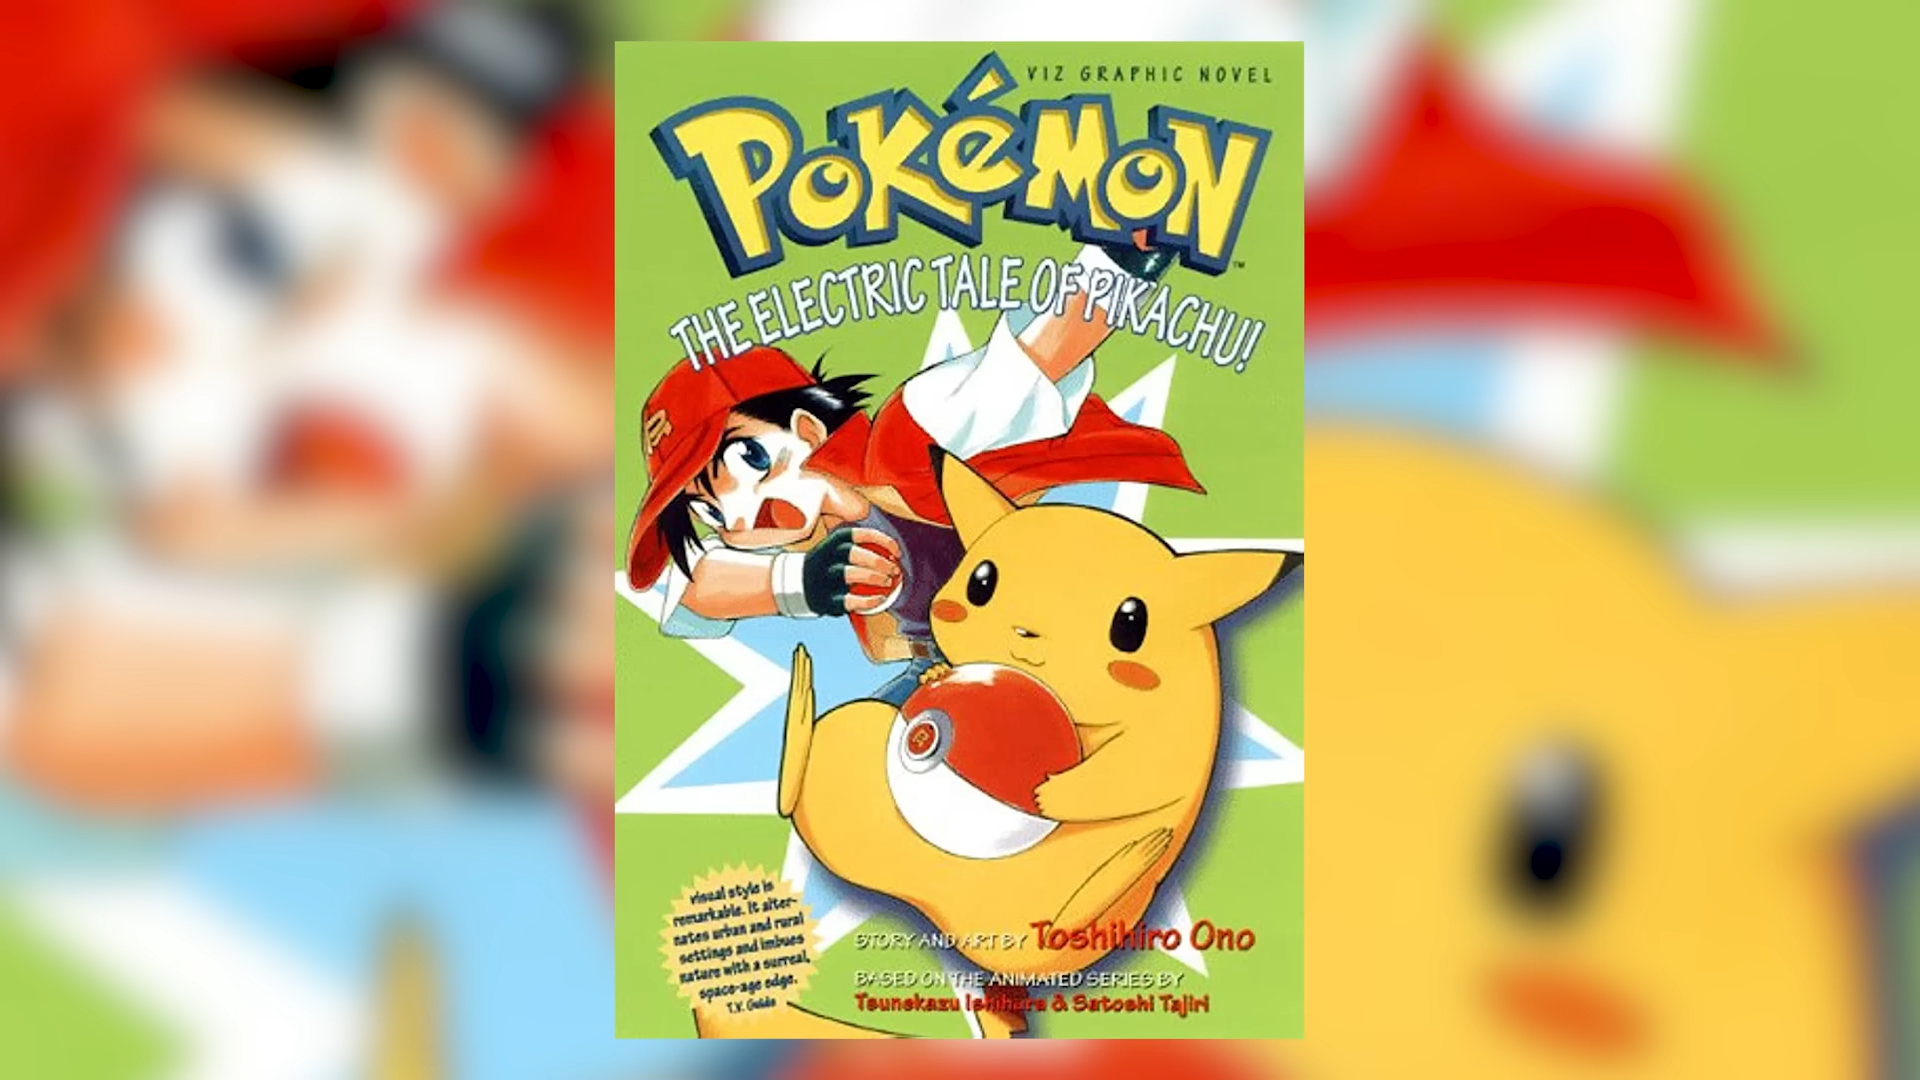 VIZ GRAPHIC NOVEL
POKéMON
™
THE ELECTRIC TALE OF PIKACHU!
visual style is
remarkable. It alter-
nates urban and rural
settings and imbues
nature with a surreal,
space-age edge.
T.V. Guide
STORY AND ART BY Toshihiro Ono
BASED ON THE ANIMATED SERIES BY
Tsunekazu Ishihara & Satoshi Tajiri